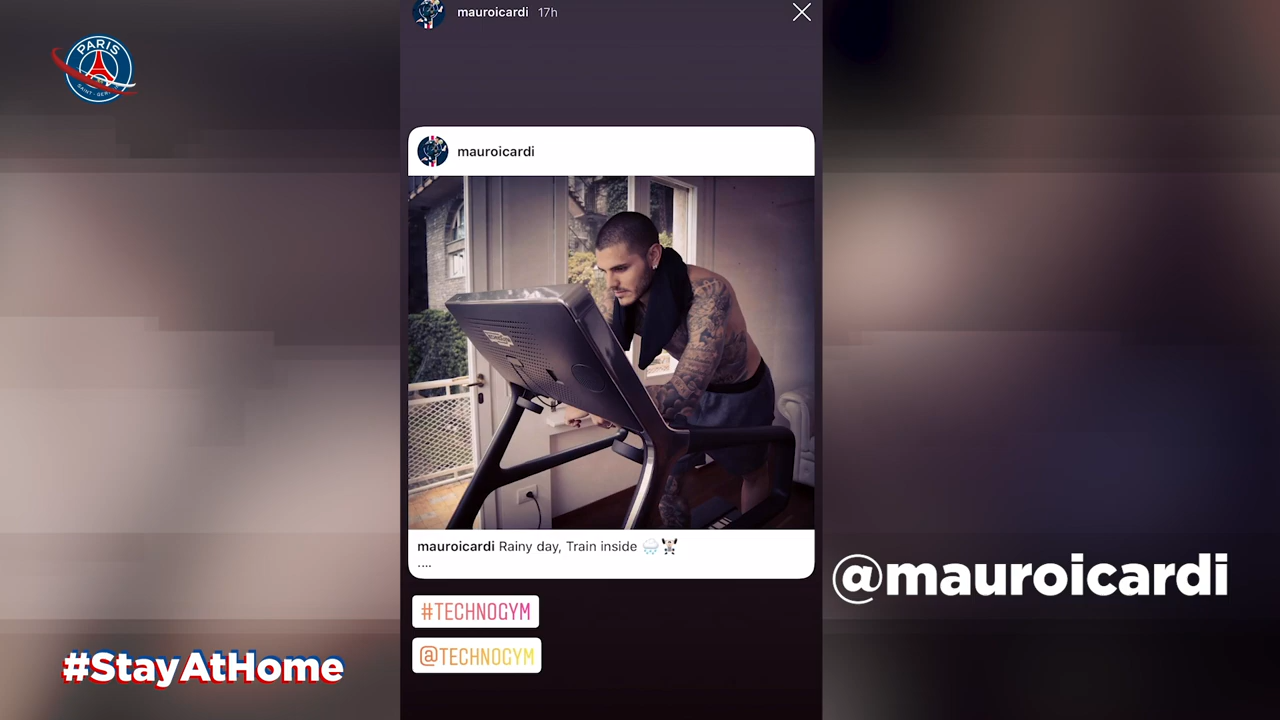 mauroicardi 17h
PARIS
mauroicardi
mauroicardi Rainy day, Train inside 🌧️🏋️
....
#TECHNOGYM
@TECHNOGYM
@mauroicardi
#StayAtHome